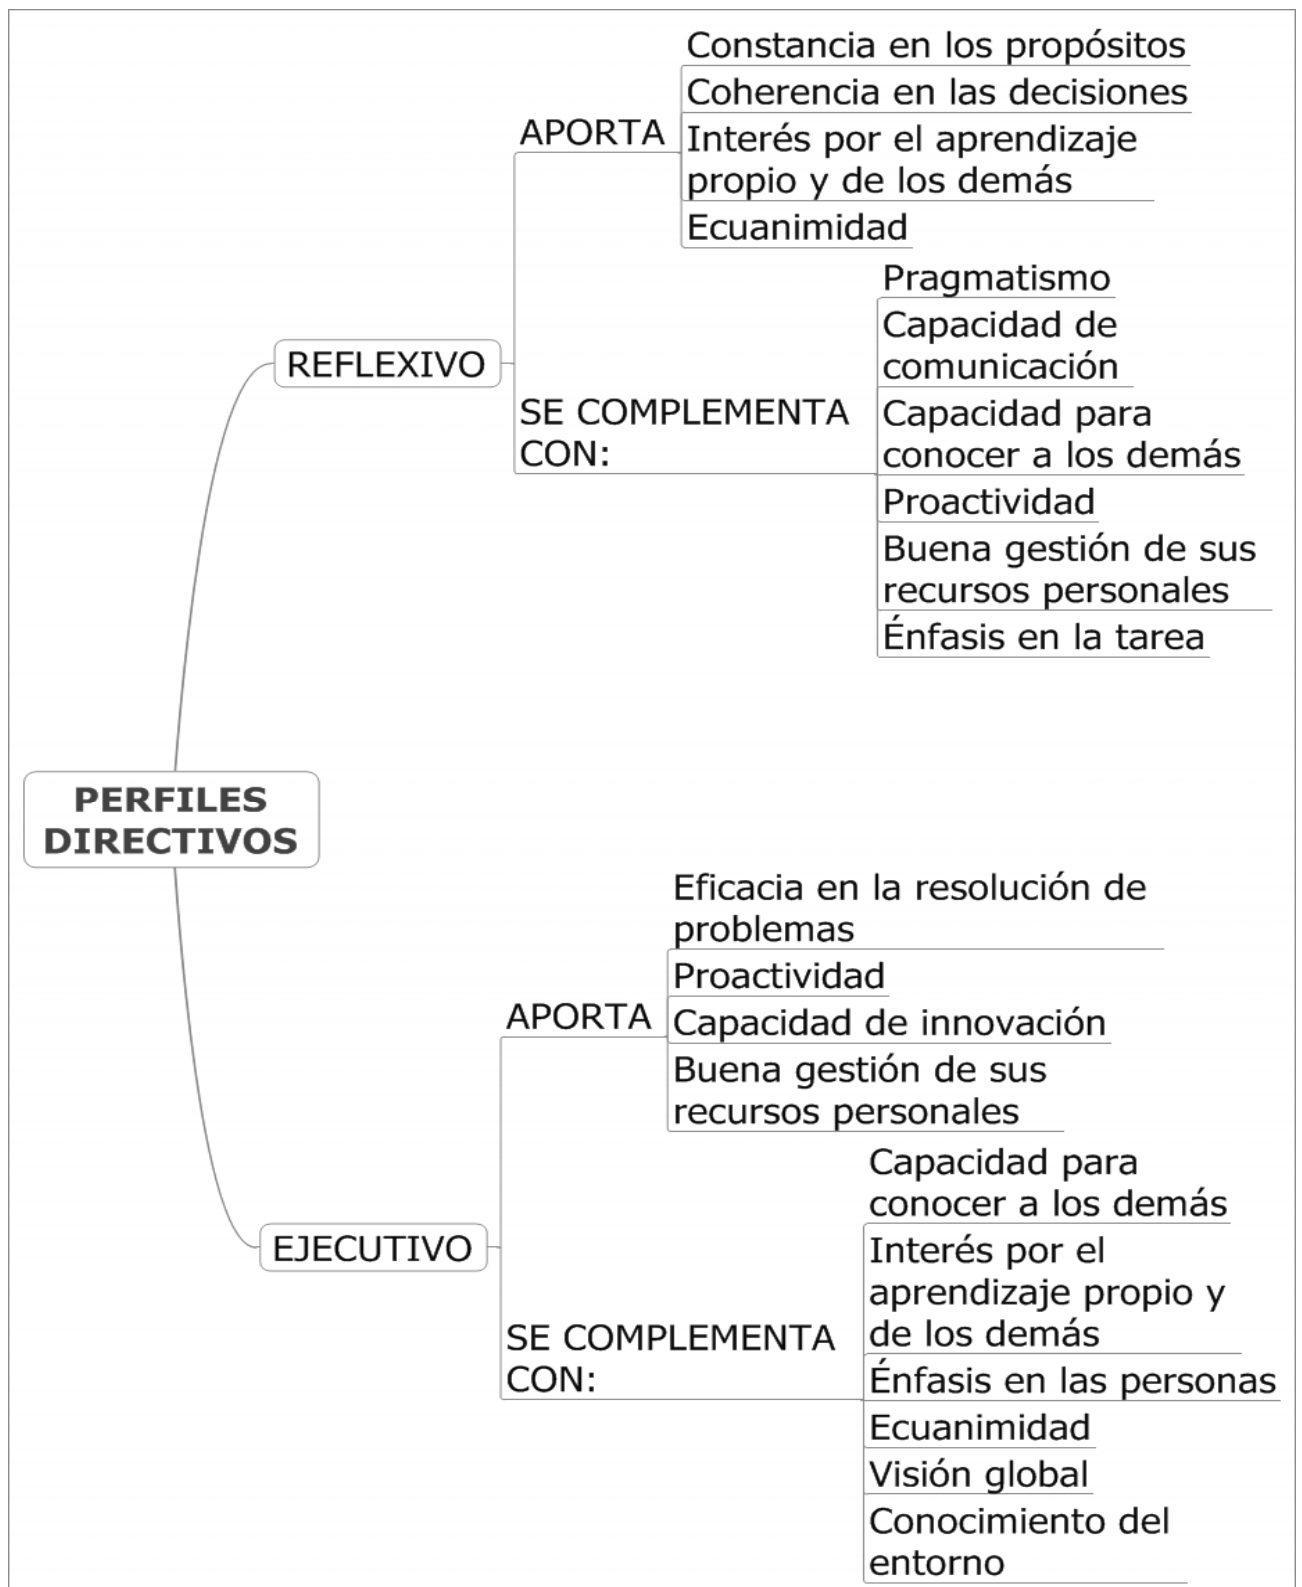 PERFILES
DIRECTIVOS
REFLEXIVO
APORTA
Constancia en los propósitos
Coherencia en las decisiones
Interés por el aprendizaje
propio y de los demás
Ecuanimidad
SE COMPLEMENTA
CON:
Pragmatismo
Capacidad de
comunicación
Capacidad para
conocer a los demás
Proactividad
Buena gestión de sus
recursos personales
Énfasis en la tarea
EJECUTIVO
APORTA
Eficacia en la resolución de
problemas
Proactividad
Capacidad de innovación
Buena gestión de sus
recursos personales
SE COMPLEMENTA
CON:
Capacidad para
conocer a los demás
Interés por el
aprendizaje propio y
de los demás
Énfasis en las personas
Ecuanimidad
Visión global
Conocimiento del
entorno